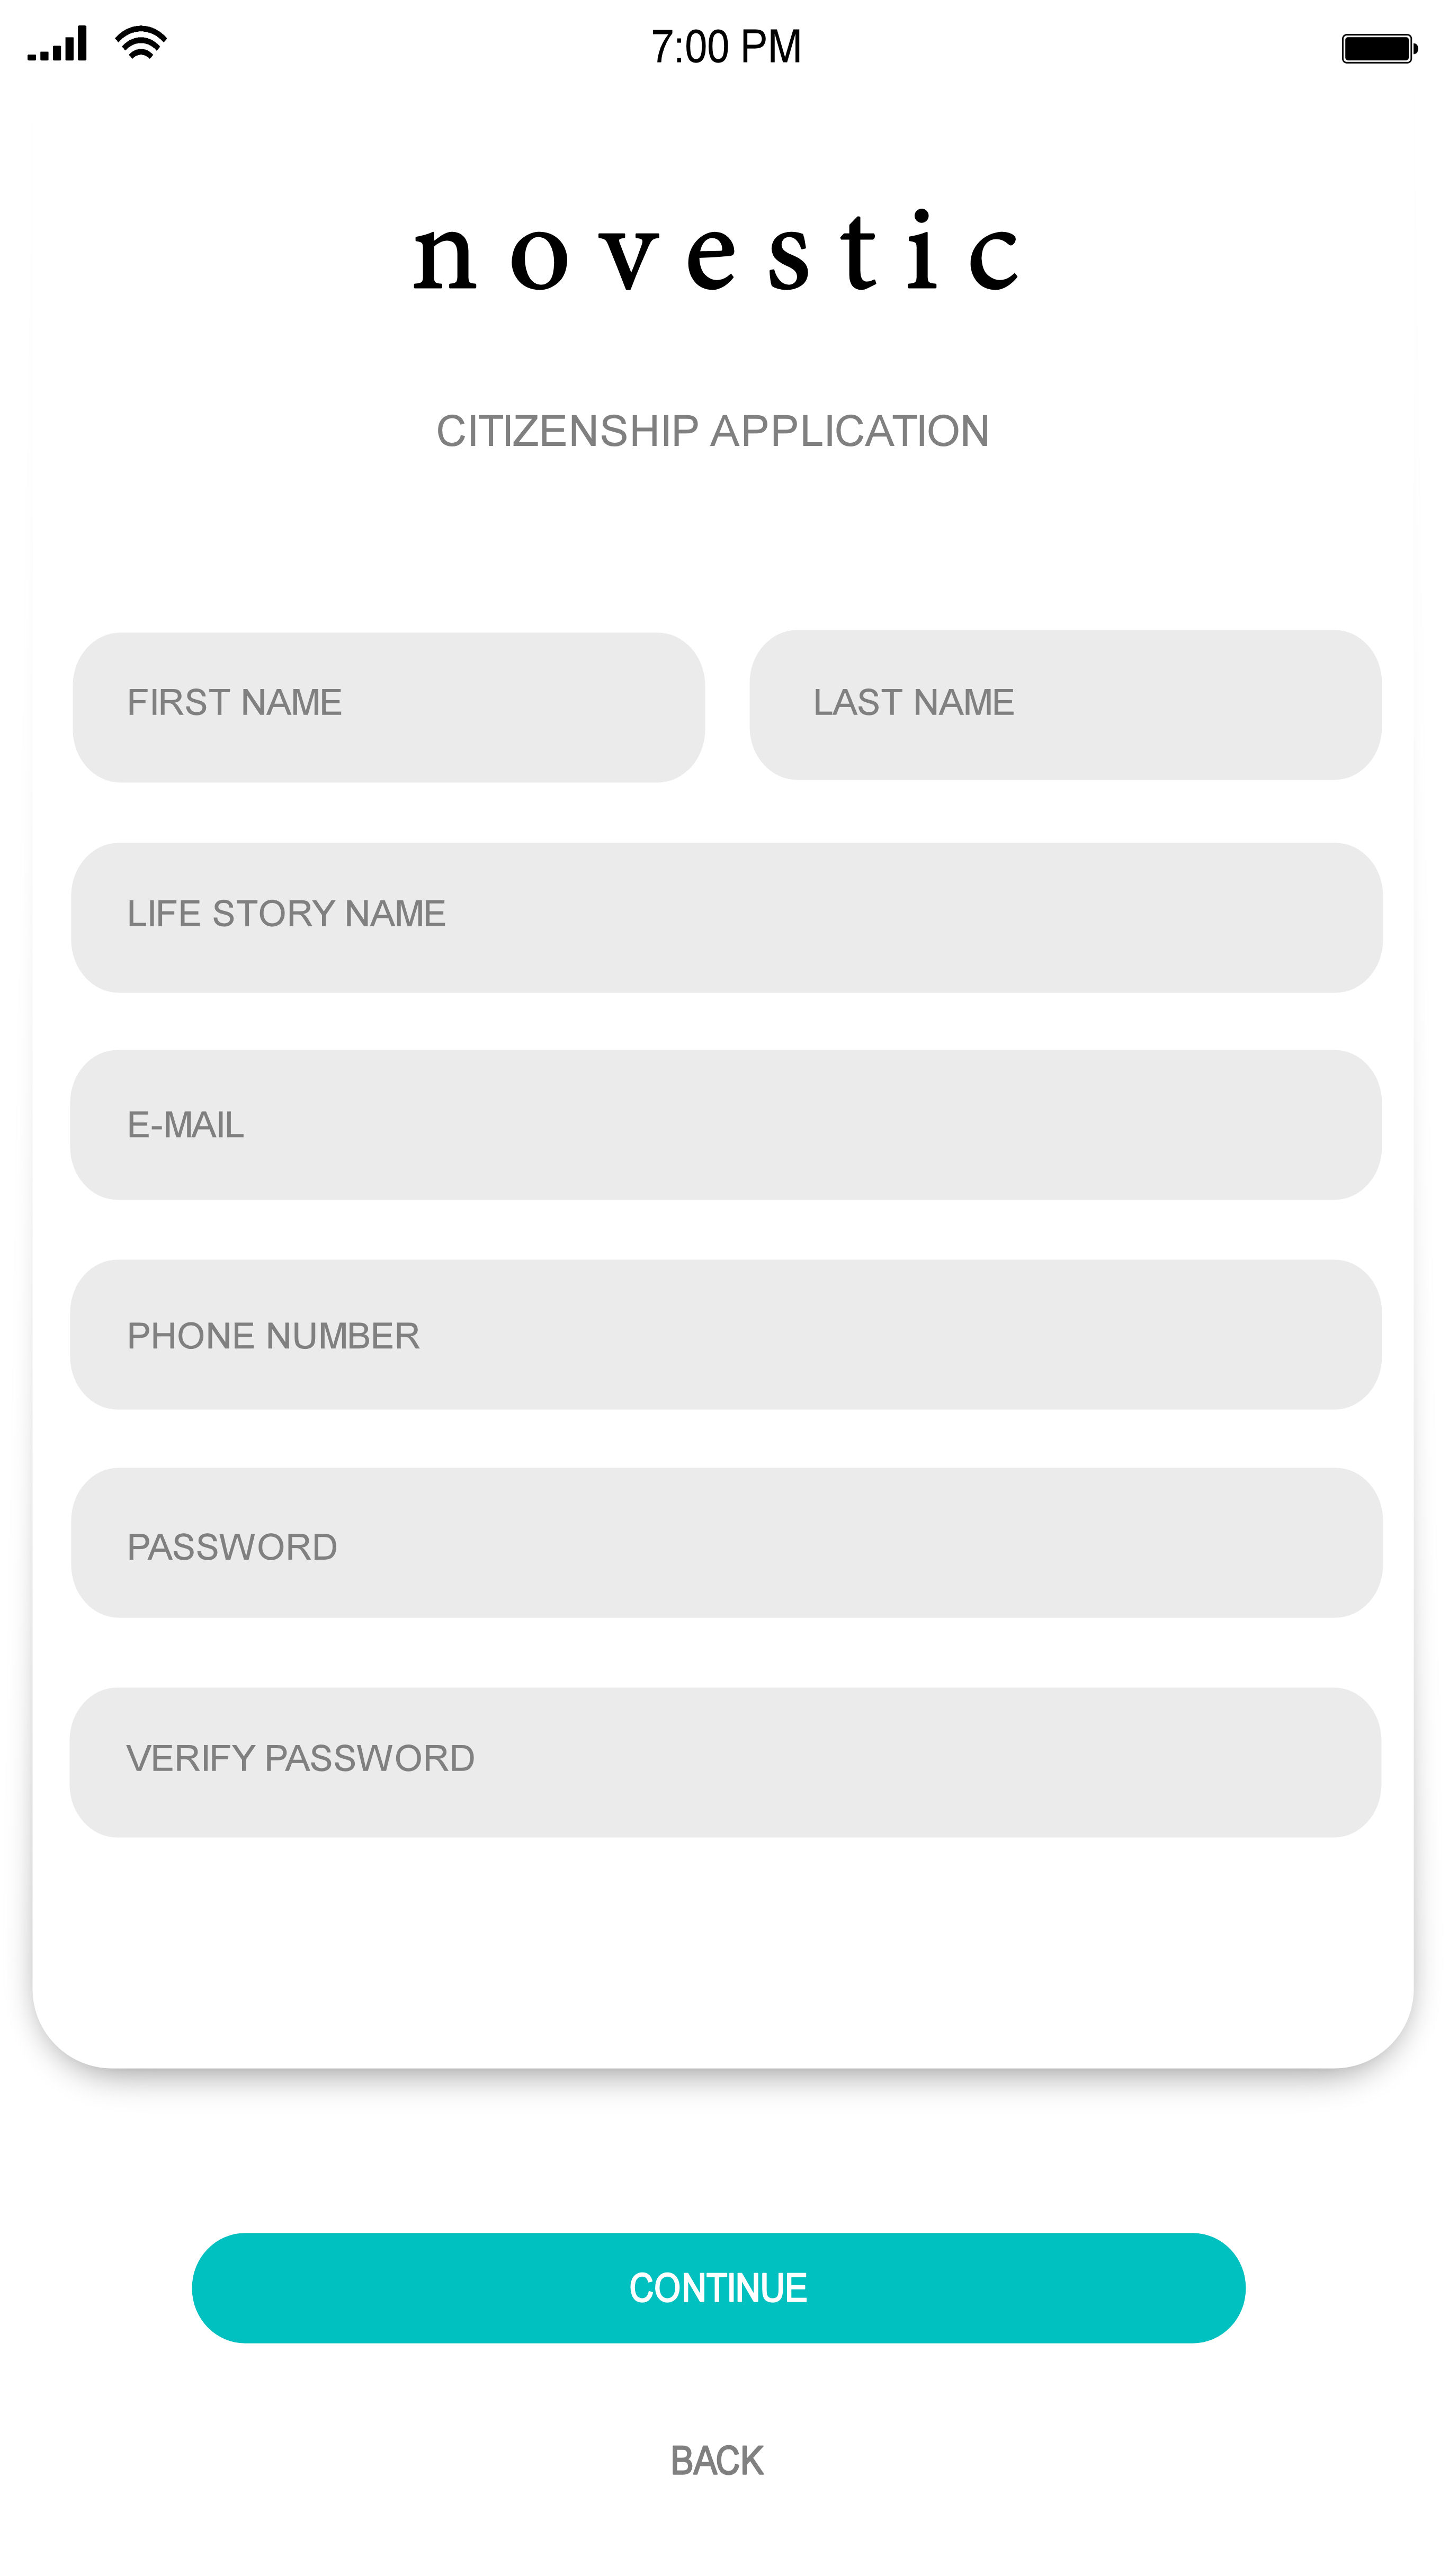 7:00 PM
novestic
CITIZENSHIP APPLICATION
FIRST NAME LAST NAME
LIFE STORY NAME
E-MAIL
PHONE NUMBER
PASSWORD
VERIFY PASSWORD
CONTINUE
BACK